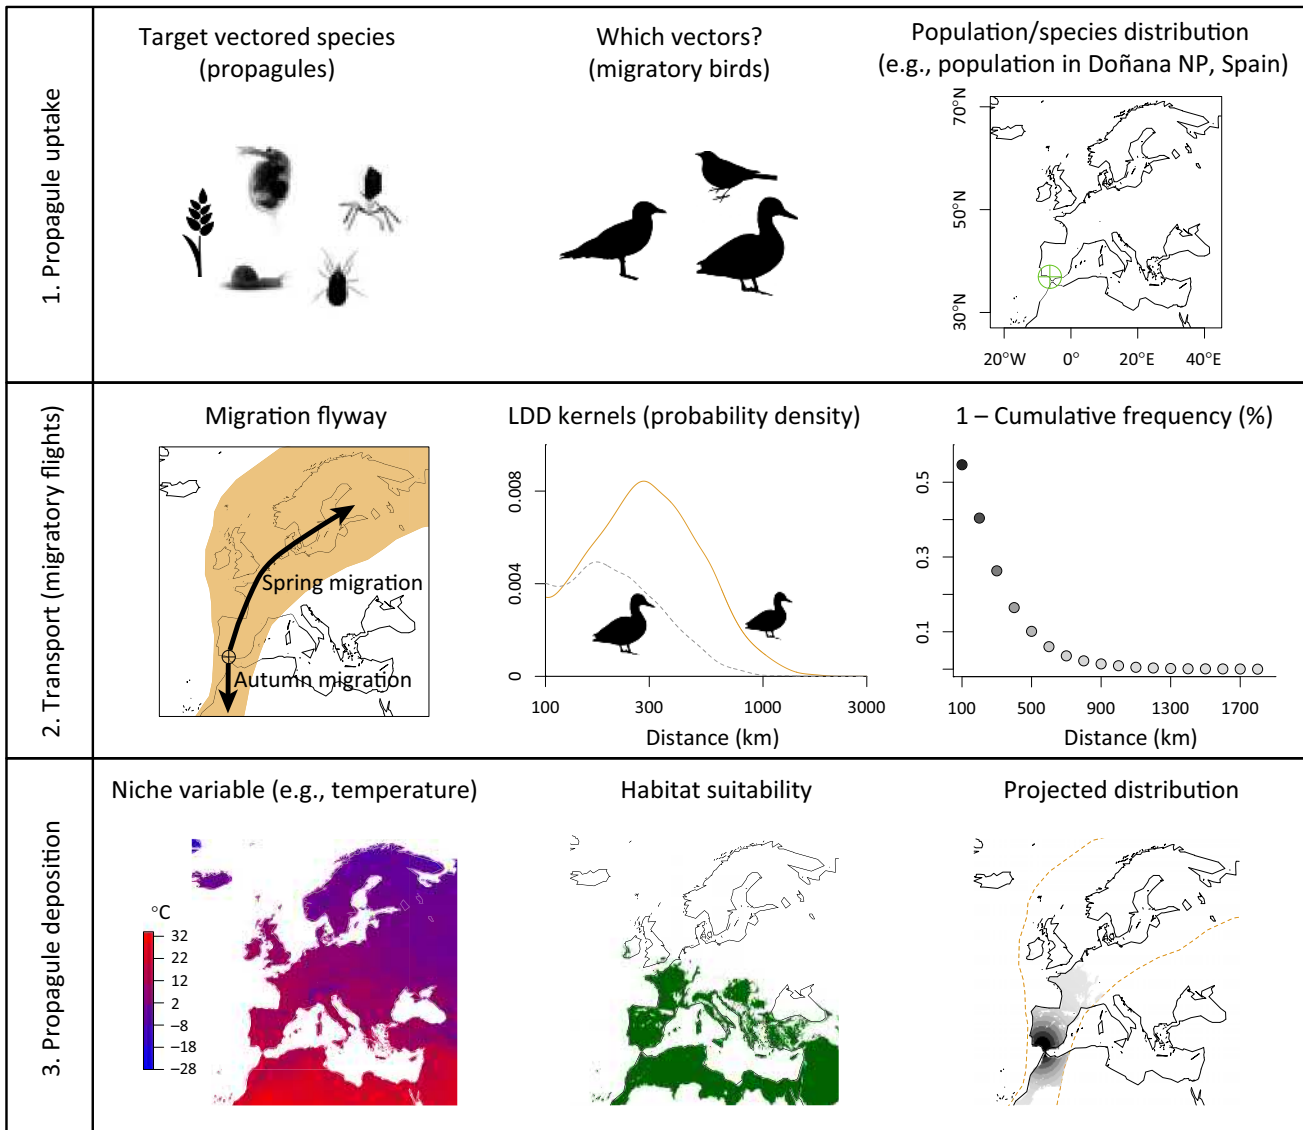 1. Propagule uptake
Target vectored species
(propagules)
Which vectors?
(migratory birds)
Population/species distribution
(e.g., population in Doñana NP, Spain)
70°N
50°N
30°N
20°W 0° 20°E 40°E
2. Transport (migratory flights)
Migration flyway
Spring migration
Autumn migration
LDD kernels (probability density)
0.008
0.004
0
100 300 1000 3000
Distance (km)
1 – Cumulative frequency (%)
0.5
0.3
0.1
100 500 900 1300 1700
Distance (km)
3. Propagule deposition
Niche variable (e.g., temperature)
°C
32
22
12
2
−8
−18
−28
Habitat suitability
Projected distribution